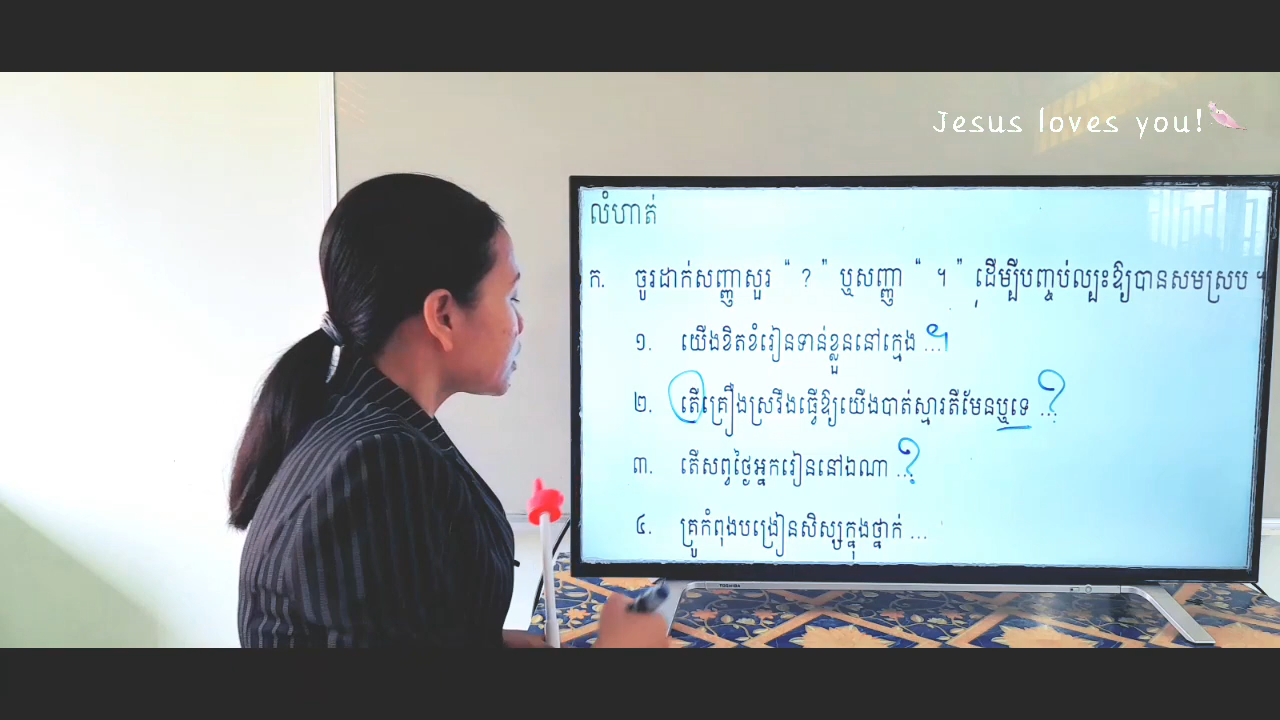 Jesus loves you!
លំហាត់
ក. ចូរដាក់សញ្ញាសួរ “ ? ” ឬសញ្ញា “ ។ ” ដើម្បីបញ្ចប់ល្បះឱ្យបានសមស្រប ។
១. យើងខិតខំរៀនទាន់ខ្លួននៅក្មេង ...។
២. តើគ្រឿងស្រវឹងធ្វើឱ្យយើងបាត់ស្មារតីមែនឬទេ ...?
៣. តើសព្វថ្ងៃអ្នករៀននៅឯណា ...?
៤. គ្រូកំពុងបង្រៀនសិស្សក្នុងថ្នាក់ ...
TOSHIBA